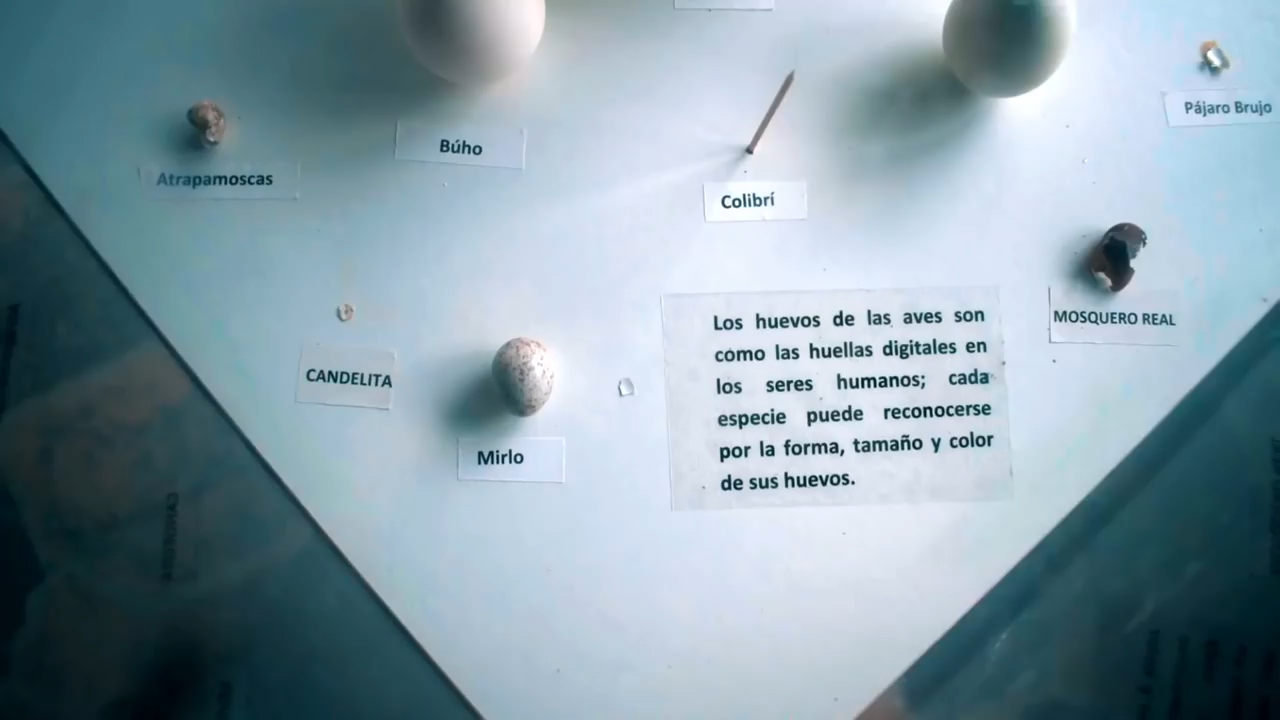 Pájaro Brujo
Búho
Atrapamoscas
Colibrí
MOSQUERO REAL
CANDELITA
Mirlo
Los huevos de las aves son
como las huellas digitales en
los seres humanos; cada
especie puede reconocerse
por la forma, tamaño y color
de sus huevos.